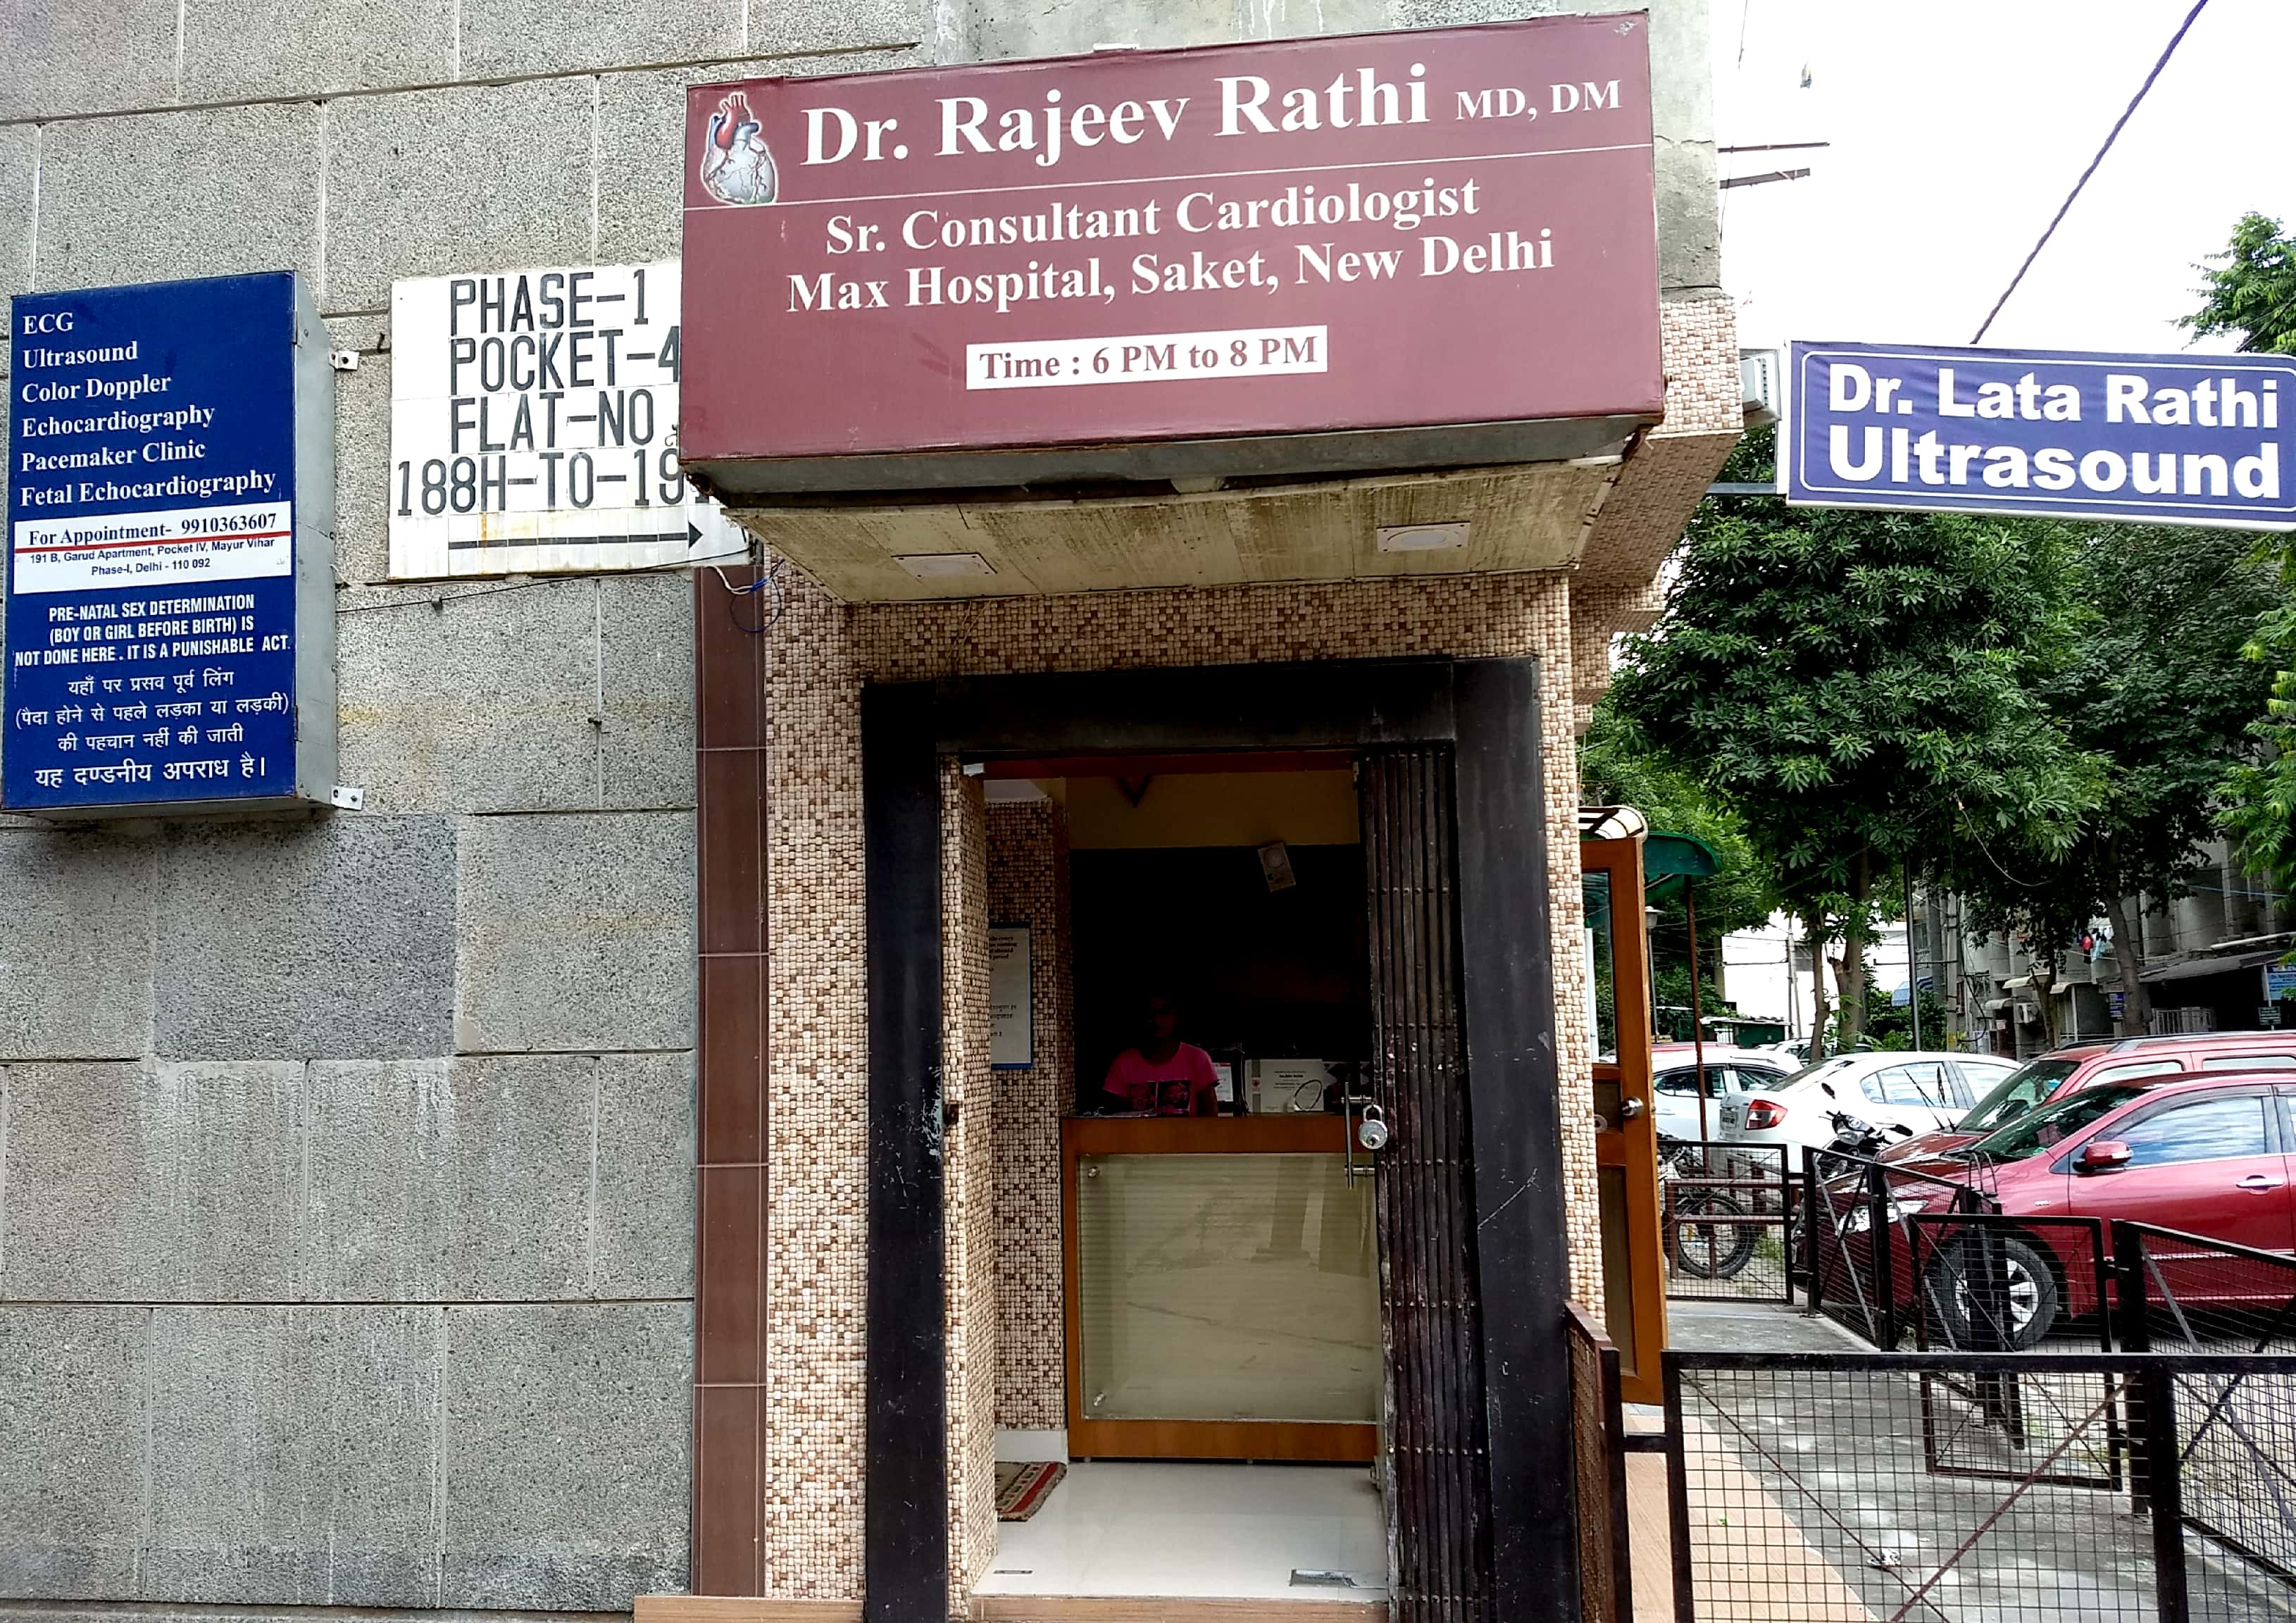 ECG
Ultrasound
Color Doppler
Echocardiography
Pacemaker Clinic
Fetal Echocardiography
For Appointment- 9910363607
191 B, Garud Apartment, Pocket IV, Mayur Vihar
Phase-I, Delhi - 110 092
PRE-NATAL SEX DETERMINATION
(BOY OR GIRL BEFORE BIRTH) IS
NOT DONE HERE . IT IS A PUNISHABLE ACT.
यहाँ पर प्रसव पूर्व लिंग
(पैदा होने से पहले लड़का या लड़की)
की पहचान नहीं की जाती
यह दण्डनीय अपराध है।
PHASE-1
POCKET-4
FLAT-NO
188H-TO-19
Dr. Rajeev Rathi MD, DM
Sr. Consultant Cardiologist
Max Hospital, Saket, New Delhi
Time : 6 PM to 8 PM
Dr. Lata Rathi
Ultrasound